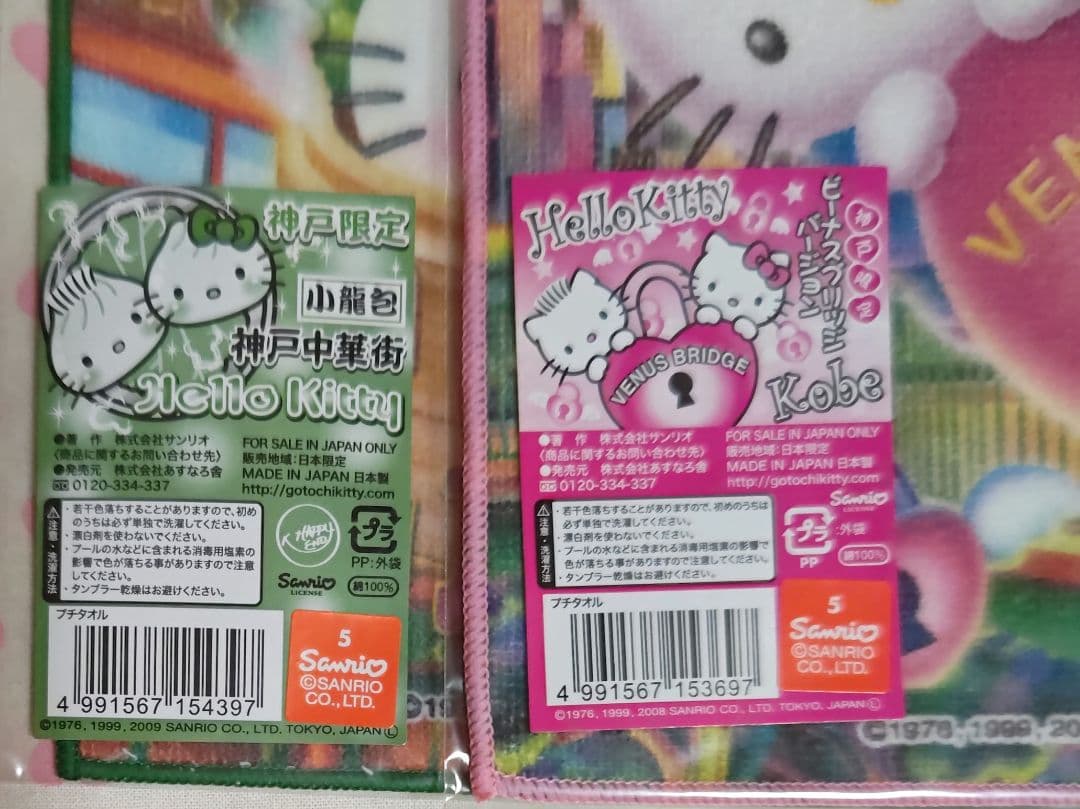 神戸限定
小龍包
神戸中華街
Hello Kitty
●著 作 株式会社サンリオ
〈商品に関するお問い合わせ先〉
●発売元 株式会社あすなろ舎
0120-334-337
FOR SALE IN JAPAN ONLY
販売地域:日本限定
MADE IN JAPAN 日本製
http://gotochikitty.com
注意・洗濯方法
・若干色落ちすることがありますので、初め
のうちは必ず単独で洗濯してください。
・漂白剤を使わないでください。
・プールの水などに含まれる消毒用塩素の
影響で色が落ちる事がありますので注意
してください。
・タンブラー乾燥はお避けください。
HAPPY
END
プラ
PP:外袋
Sanrio
LICENSE
綿100%
プチタオル
4 991567 154397
5
Sanrio
©SANRIO
CO., LTD.
©1976, 1999, 2009 SANRIO CO., LTD. TOKYO, JAPAN Ⓛ
HelloKitty
ビーナスブリッジ
バージョン
神戸限定
VENUS BRIDGE
Kobe
●著 作 株式会社サンリオ
〈商品に関するお問い合わせ先〉
●発売元 株式会社あすなろ舎
0120-334-337
FOR SALE IN JAPAN ONLY
販売地域:日本限定
MADE IN JAPAN 日本製
http://gotochikitty.com
Sanrio
LICENSE
注意・洗濯方法
・若干色落ちすることがありますので、初めのうちは
必ず単独で洗濯してください。
・漂白剤を使わないでください。
・プールの水などに含まれる消毒用塩素の影響で
色が落ちる事がありますので注意してください。
・タンブラー乾燥はお避けください。
プラ
:外袋
PP
綿100%
プチタオル
4 991567 153697
5
Sanrio
©SANRIO
CO., LTD.
©1976, 1999, 2008 SANRIO CO., LTD. TOKYO, JAPAN Ⓛ
VEN
©1976, 1999, 20